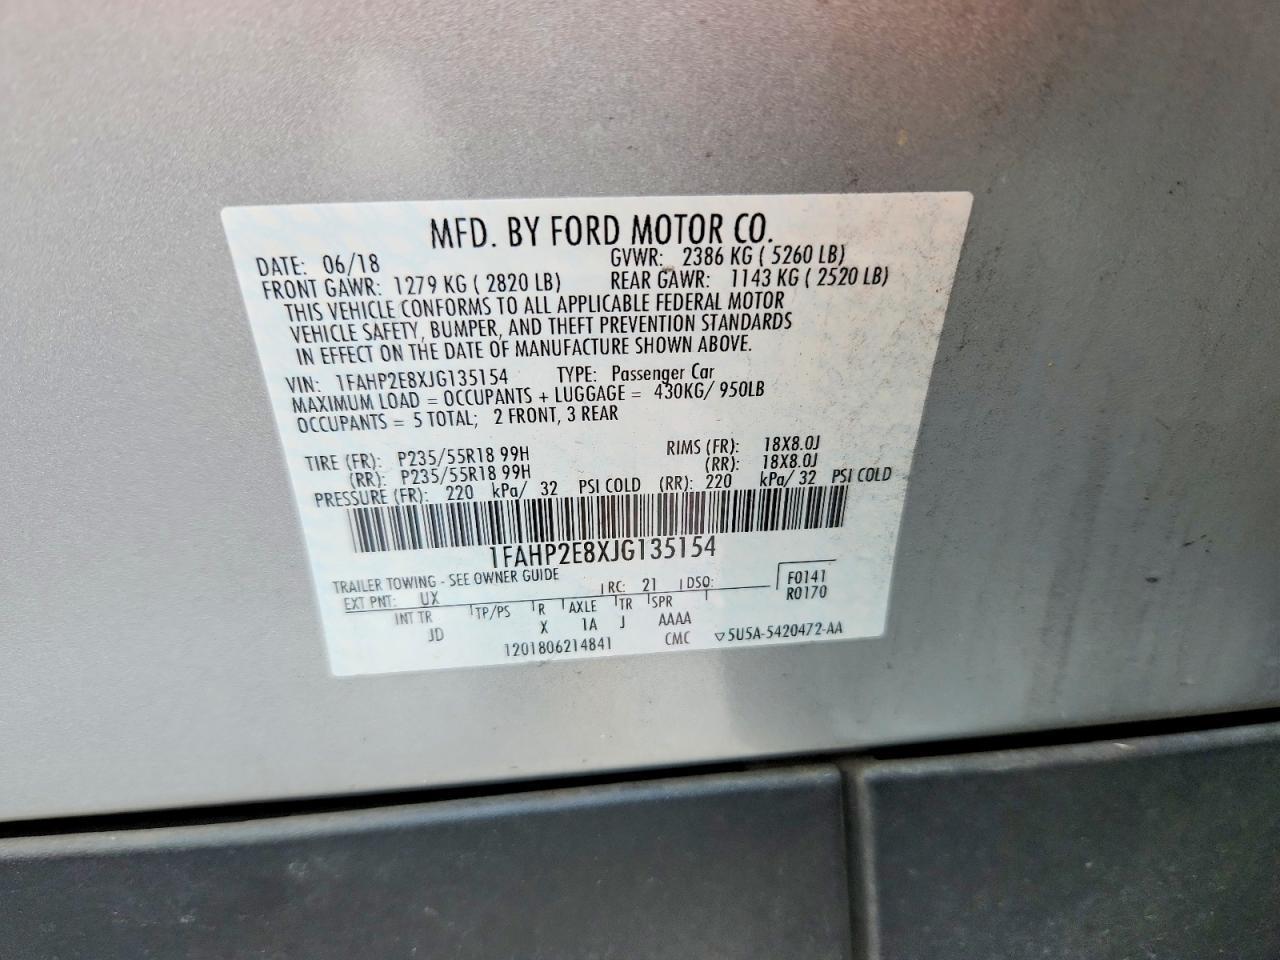 MFD. BY FORD MOTOR CO.
DATE: 06/18 GVWR: 2386 KG ( 5260 LB)
FRONT GAWR: 1279 KG ( 2820 LB) REAR GAWR: 1143 KG ( 2520 LB)
THIS VEHICLE CONFORMS TO ALL APPLICABLE FEDERAL MOTOR
VEHICLE SAFETY, BUMPER, AND THEFT PREVENTION STANDARDS
IN EFFECT ON THE DATE OF MANUFACTURE SHOWN ABOVE.
VIN: 1FAHP2E8XJG135154 TYPE: Passenger Car
MAXIMUM LOAD = OCCUPANTS + LUGGAGE = 430KG/ 950LB
OCCUPANTS = 5 TOTAL; 2 FRONT, 3 REAR
TIRE (FR): P235/55R18 99H RIMS (FR): 18X8.0J
(RR): P235/55R18 99H (RR): 18X8.0J
PRESSURE (FR): 220 kPa/ 32 PSI COLD (RR): 220 kPa/ 32 PSI COLD
1FAHP2E8XJG135154
TRAILER TOWING - SEE OWNER GUIDE
EXT PNT: UX RC: 21 DSO: F0141
R0170
INT TR TP/PS R AXLE TR SPR
JD X 1A J AAAA
1201806214841 CMC ▽5U5A-5420472-AA